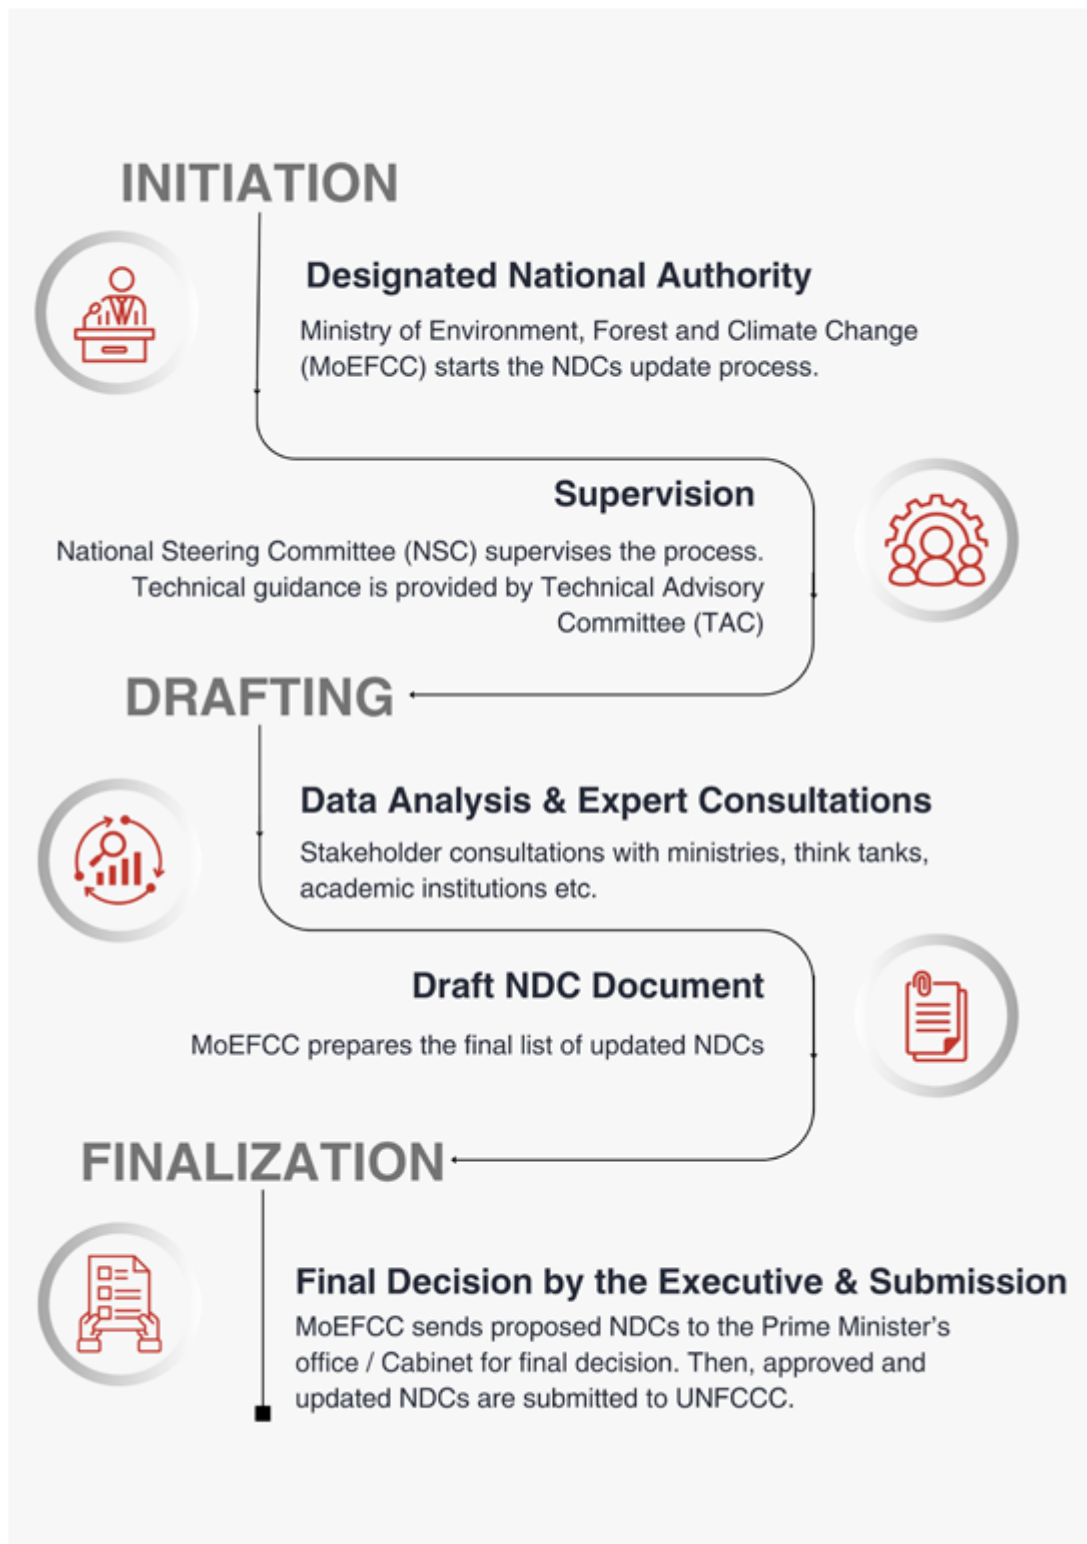 INITIATION
Designated National Authority
Ministry of Environment, Forest and Climate Change
(MoEFCC) starts the NDCs update process.
Supervision
National Steering Committee (NSC) supervises the process.
Technical guidance is provided by Technical Advisory
Committee (TAC)
DRAFTING
Data Analysis & Expert Consultations
Stakeholder consultations with ministries, think tanks,
academic institutions etc.
Draft NDC Document
MoEFCC prepares the final list of updated NDCs
FINALIZATION
Final Decision by the Executive & Submission
MoEFCC sends proposed NDCs to the Prime Minister’s
office / Cabinet for final decision. Then, approved and
updated NDCs are submitted to UNFCCC.